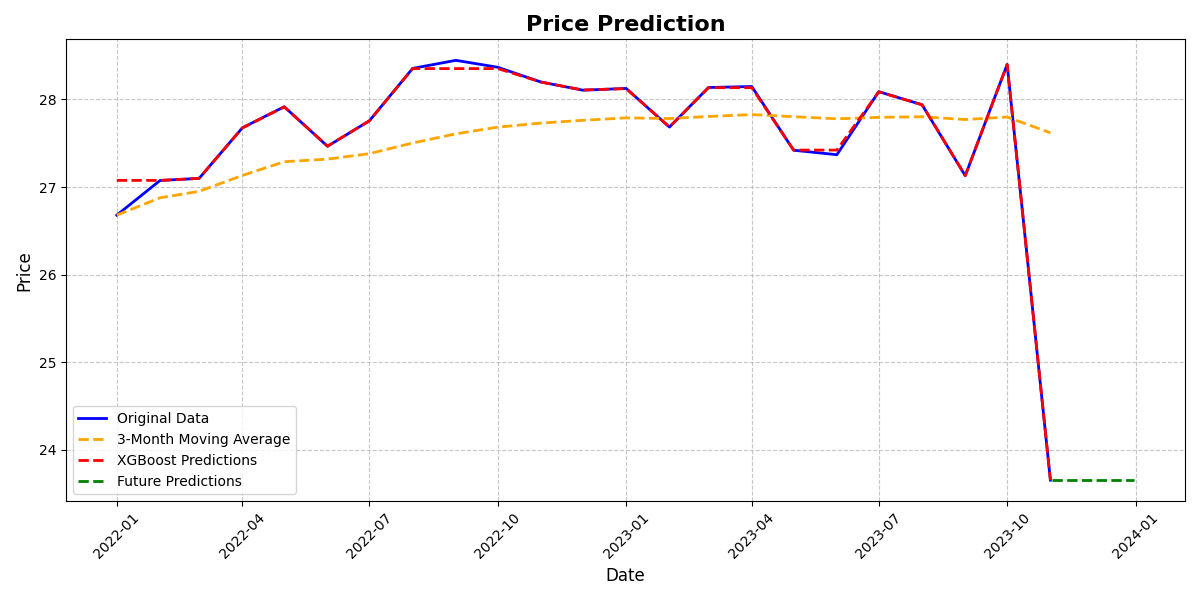 Price Prediction
Price
28
27
26
25
24
Original Data
3-Month Moving Average
XGBoost Predictions
Future Predictions
2022-01
2022-04
2022-07
2022-10
2023-01
2023-04
2023-07
2023-10
2024-01
Date